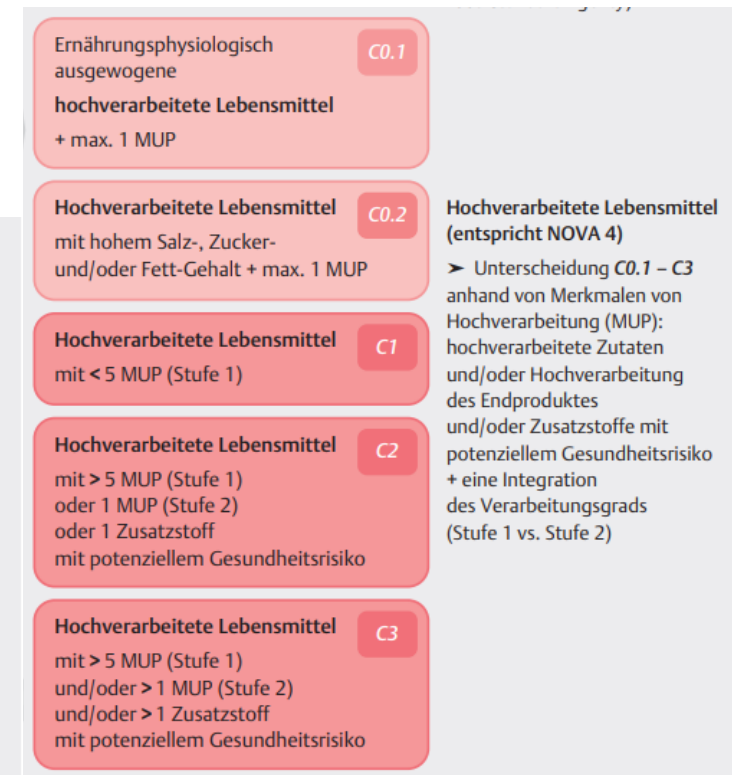 Ernährungsphysiologisch
ausgewogene
C0.1
hochverarbeitete Lebensmittel
+ max. 1 MUP
Hochverarbeitete Lebensmittel
C0.2
mit hohem Salz-, Zucker-
und/oder Fett-Gehalt + max. 1 MUP
Hochverarbeitete Lebensmittel
C1
mit < 5 MUP (Stufe 1)
Hochverarbeitete Lebensmittel
C2
mit > 5 MUP (Stufe 1)
oder 1 MUP (Stufe 2)
oder 1 Zusatzstoff
mit potenziellem Gesundheitsrisiko
Hochverarbeitete Lebensmittel
C3
mit > 5 MUP (Stufe 1)
und/oder > 1 MUP (Stufe 2)
und/oder > 1 Zusatzstoff
mit potenziellem Gesundheitsrisiko
Hochverarbeitete Lebensmittel
(entspricht NOVA 4)
➤ Unterscheidung C0.1 – C3
anhand von Merkmalen von
Hochverarbeitung (MUP):
hochverarbeitete Zutaten
und/oder Hochverarbeitung
des Endproduktes
und/oder Zusatzstoffe mit
potenziellem Gesundheitsrisiko
+ eine Integration
des Verarbeitungsgrads
(Stufe 1 vs. Stufe 2)